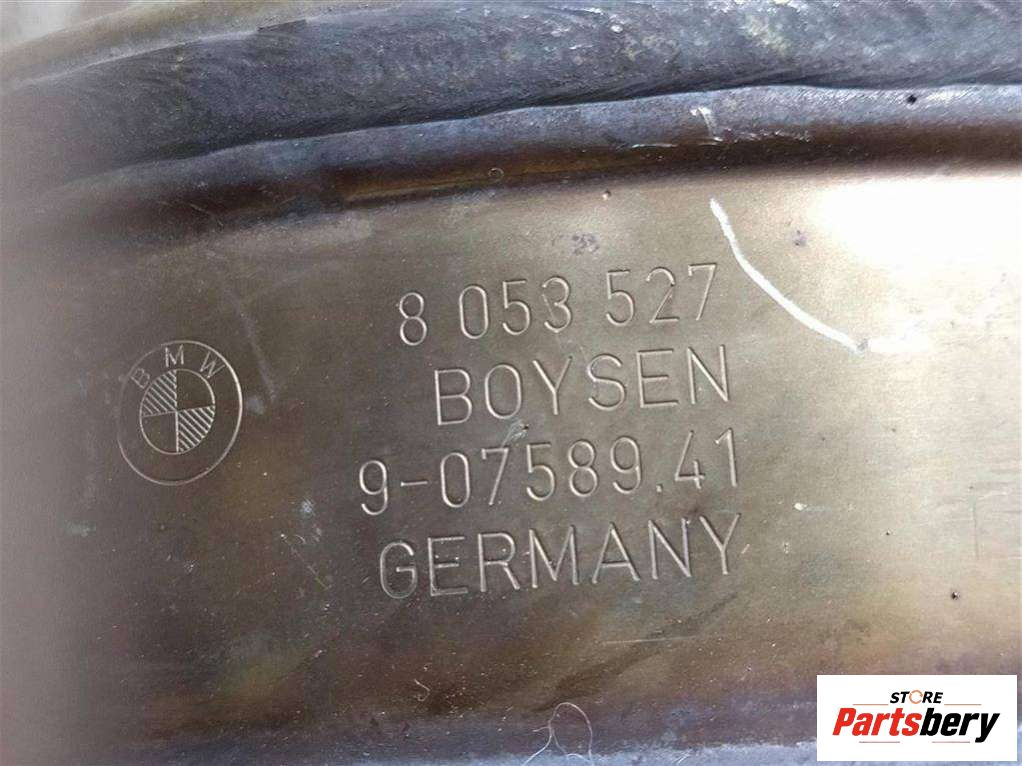 8 053 527
BMW
BOYSEN
9-07589.41
GERMANY
STORE
Partsbery